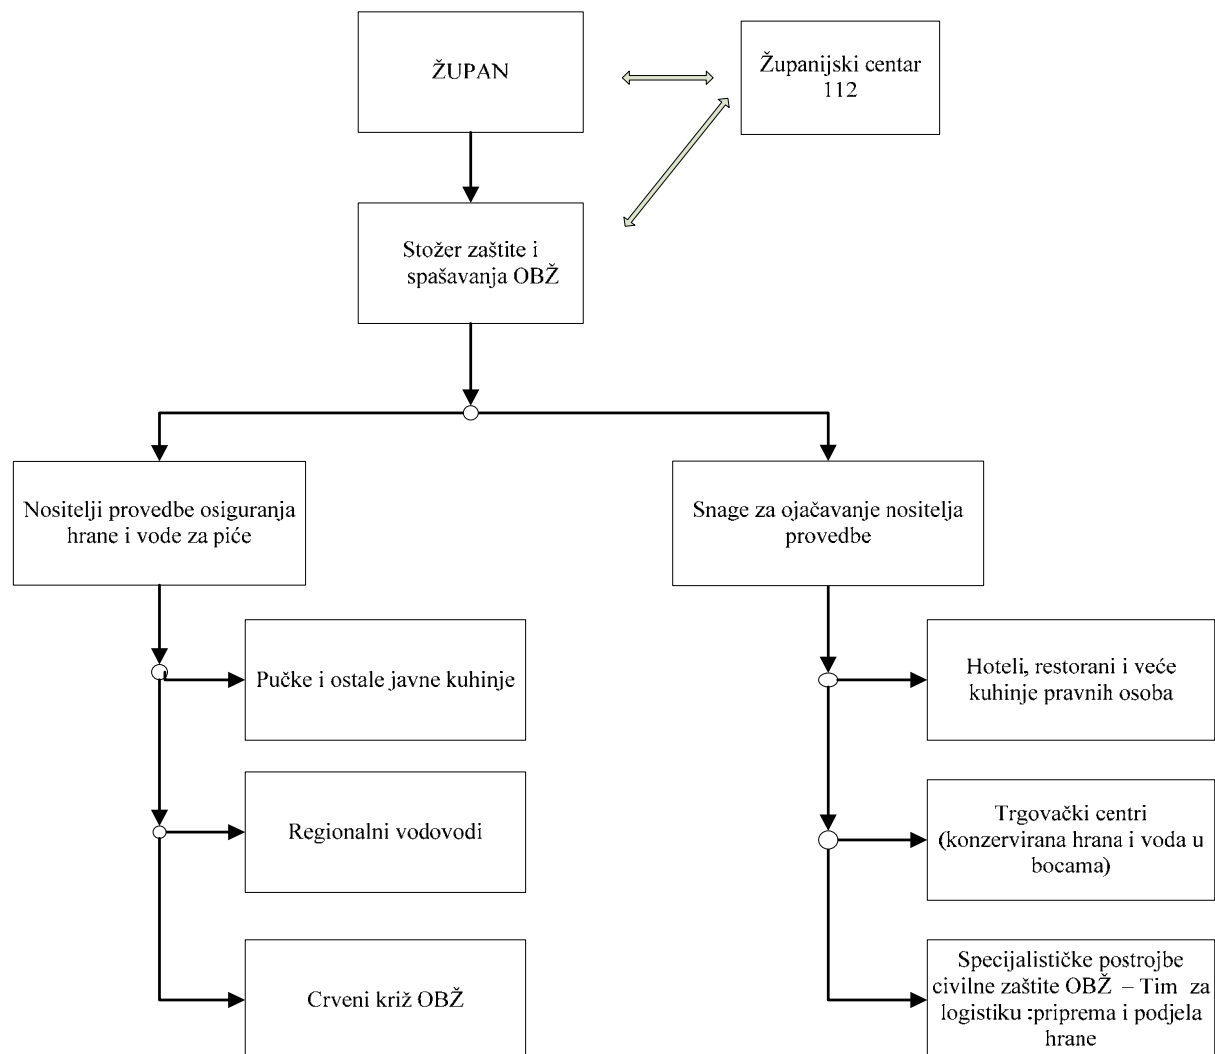 ŽUPAN
Županijski centar
112
Stožer zaštite i
spašavanja OBŽ
Nositelji provedbe osiguranja
hrane i vode za piće
Snage za ojačavanje nositelja
provedbe
Pučke i ostale javne kuhinje
Hoteli, restorani i veće
kuhinje pravnih osoba
Regionalni vodovodi
Trgovački centri
(konzervirana hrana i voda u
bocama)
Crveni križ OBŽ
Specijalističke postrojbe
civilne zaštite OBŽ – Tim za
logistiku :priprema i podjela
hrane